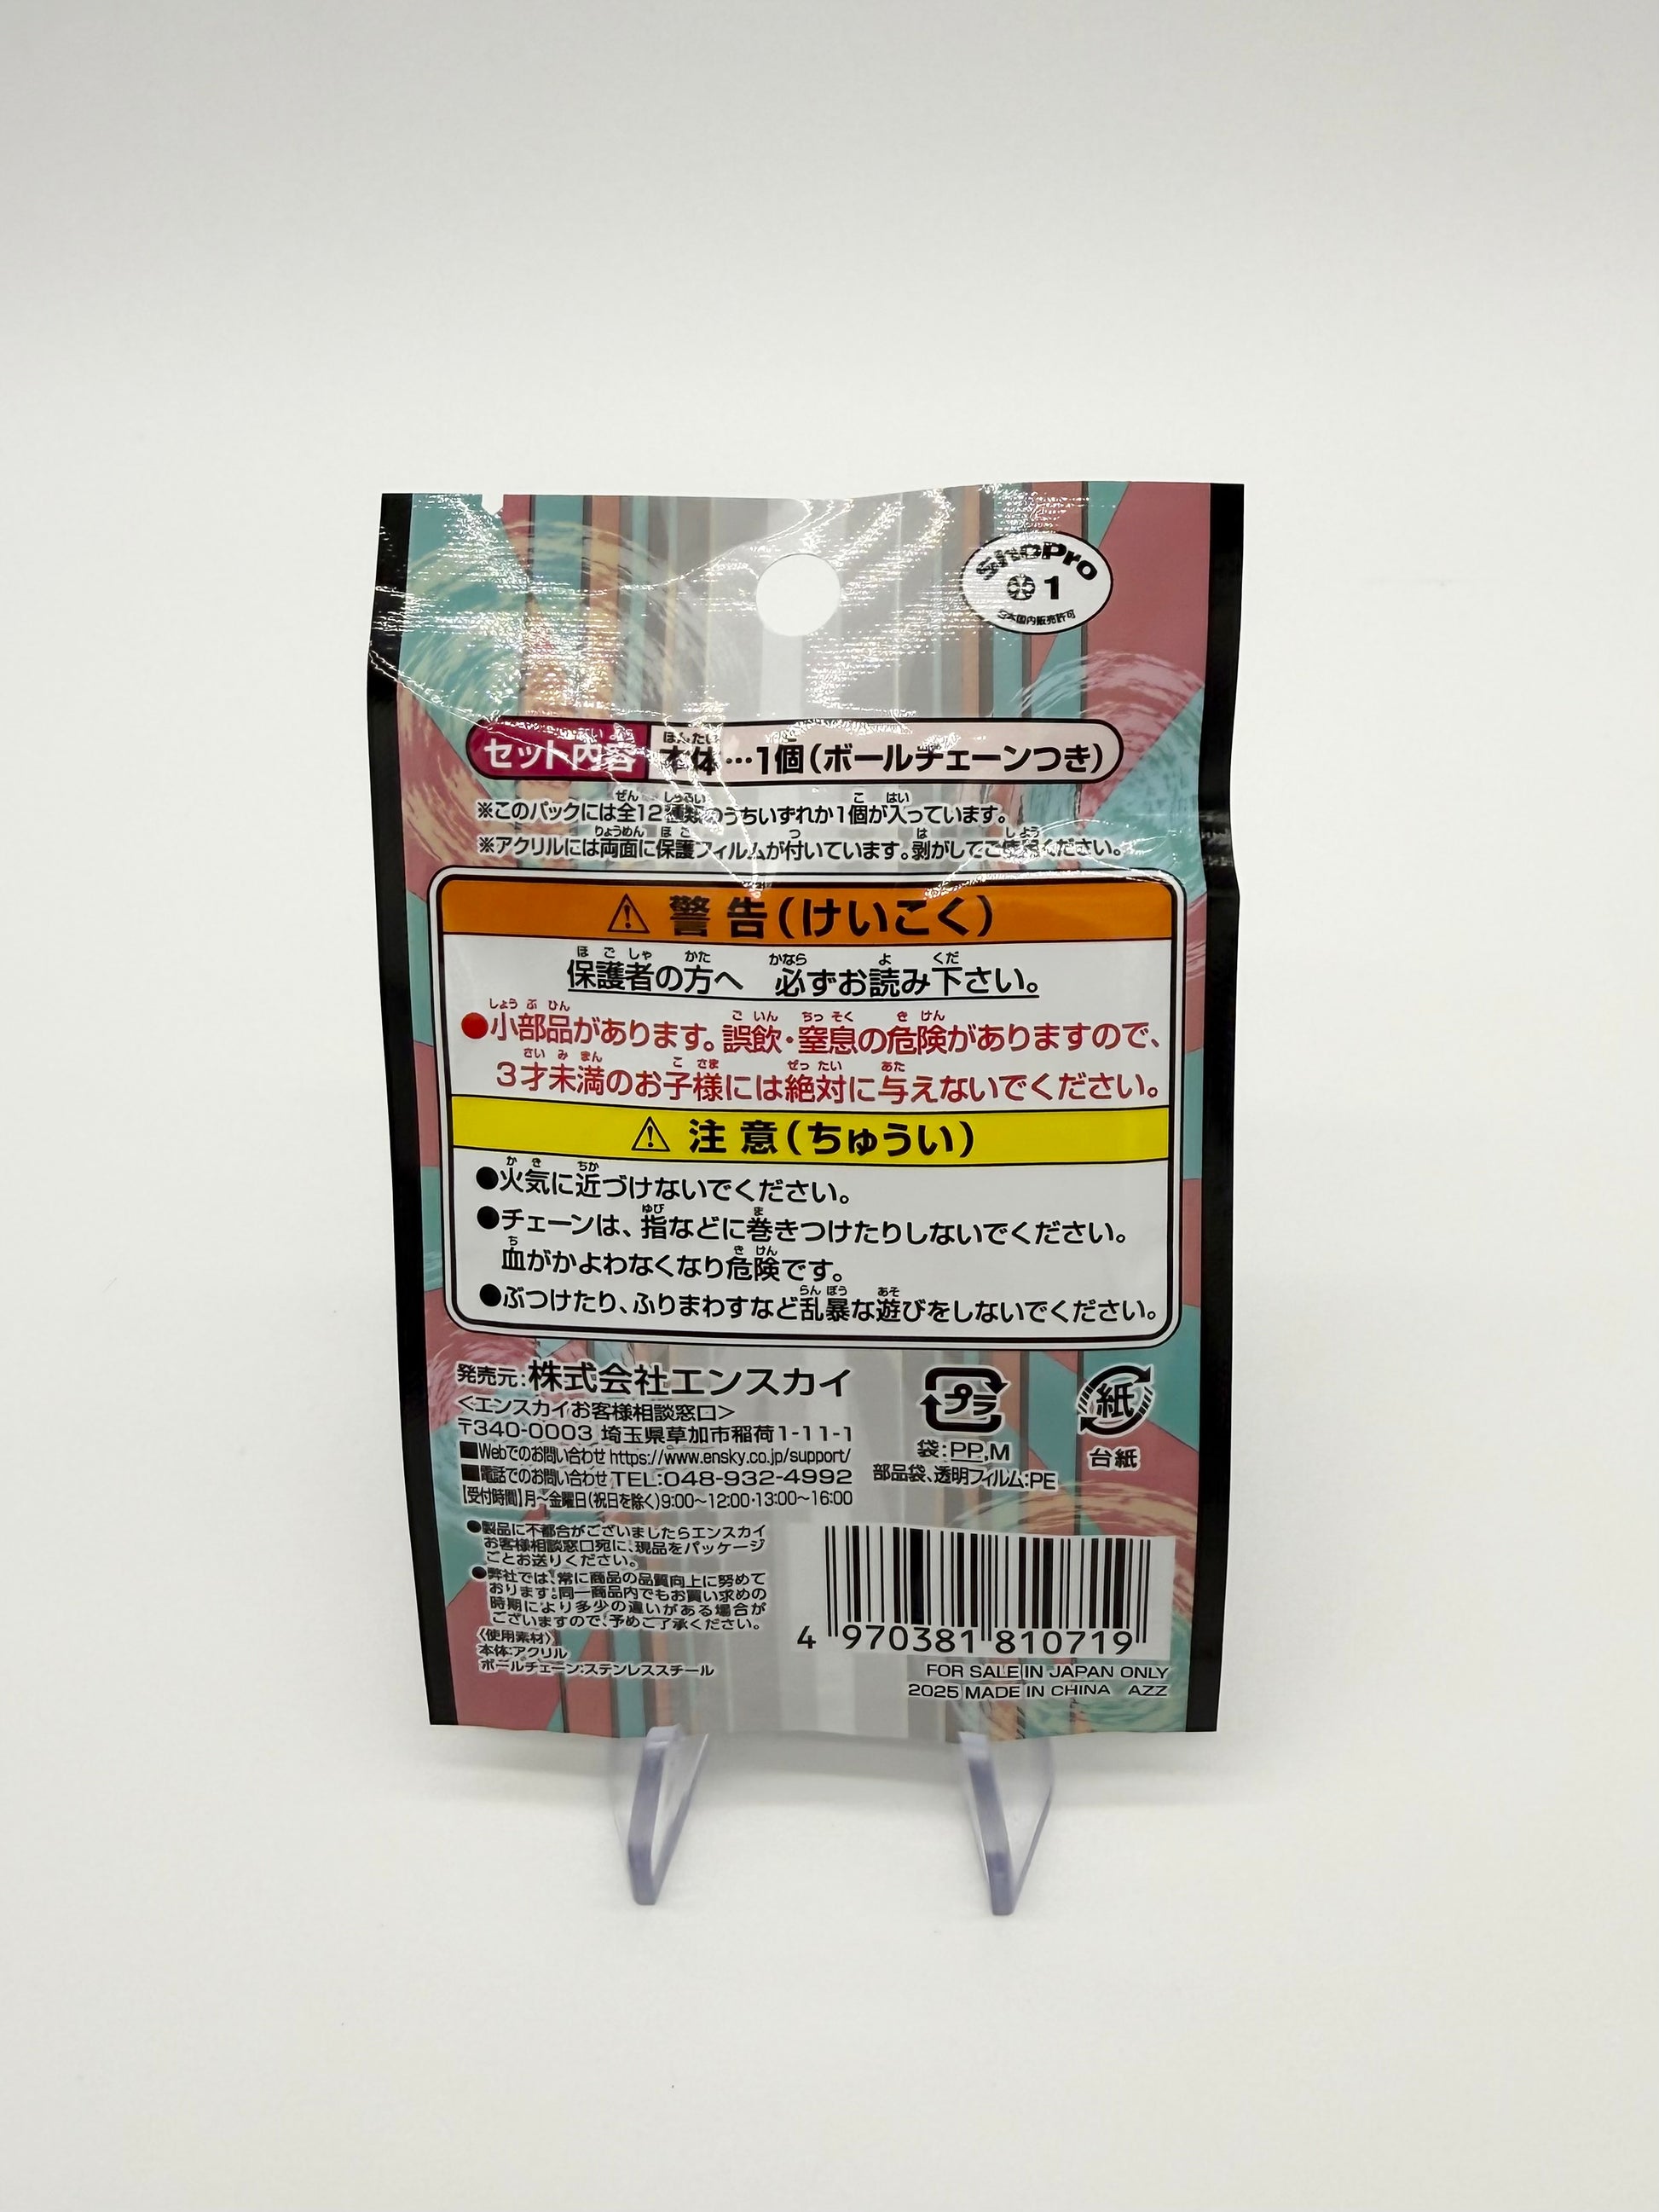 ShoPro
1
日本国内販売許可
セット内容 本体…1個(ボールチェーンつき)
※このパックには全12種類のうちいずれか1個が入っています。
※アクリルには両面に保護フィルムが付いています。剥がしてご使用ください。
⚠ 警告(けいこく)
保護者の方へ 必ずお読み下さい。
●小部品があります。誤飲・窒息の危険がありますので、
3才未満のお子様には絶対に与えないでください。
⚠ 注意(ちゅうい)
●火気に近づけないでください。
●チェーンは、指などに巻きつけたりしないでください。
血がかよわなくなり危険です。
●ぶつけたり、ふりまわすなど乱暴な遊びをしないでください。
発売元:株式会社エンスカイ
<エンスカイお客様相談窓口>
〒340-0003 埼玉県草加市稲荷1-11-1
■Webでのお問い合わせ https://www.ensky.co.jp/support/
■電話でのお問い合わせ TEL:048-932-4992
【受付時間】月〜金曜日(祝日を除く)9:00〜12:00・13:00〜16:00
プラ
袋:PP,M
部品袋、透明フィルム:PE
紙
台紙
●製品に不都合がございましたらエンスカイ
お客様相談窓口宛に、現品をパッケージ
ごとお送りください。
●弊社では、常に商品の品質向上に努めて
おります。同一商品内でもお買い求めの
時期により多少の違いがある場合が
ございますので、予めご了承ください。
〈使用素材〉
本体:アクリル
ボールチェーン:ステンレススチール
4 970381 810719
FOR SALE IN JAPAN ONLY
2025 MADE IN CHINA AZZ